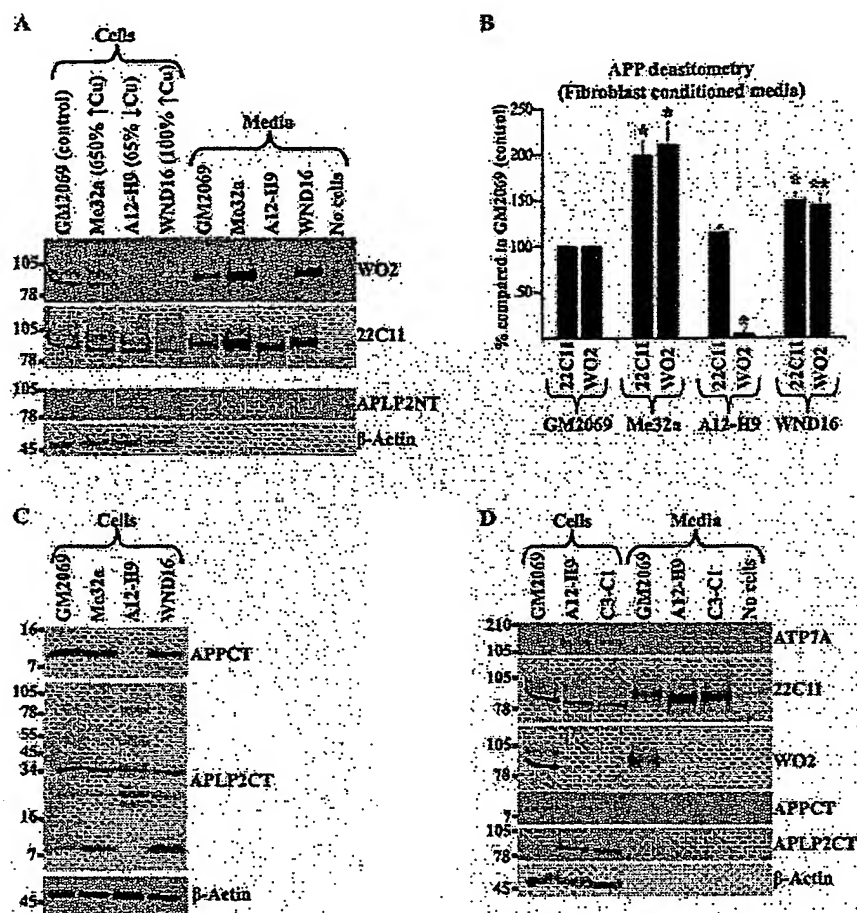 A
Cells
GM2069 (control)
Me32a (650% ↑Cu)
A12-H9 (65% ↓Cu)
WND16 (100% ↑Cu)
Media
GM2069
Me32a
A12-H9
WND16
No cells
105
78
WO2
105
78
22C11
105
78
APLP2NT
45
β-Actin
B
APP densitometry
(Fibroblast conditioned media)
% compared to GM2069 (control)
250
200
150
100
50
*
*
*
*
**
22C11
WO2
22C11
WO2
22C11
WO2
22C11
WO2
GM2069
Me32a
A12-H9
WND16
C
Cells
GM2069
Me32a
A12-H9
WND16
16
7
APPCT
105
78
55
45
34
16
7
APLP2CT
45
β-Actin
D
Cells
Media
GM2069
A12-H9
C3-C1
GM2069
A12-H9
C3-C1
No cells
210
105
ATP7A
105
78
22C11
105
78
WO2
7
APPCT
105
78
APLP2CT
45
β-Actin